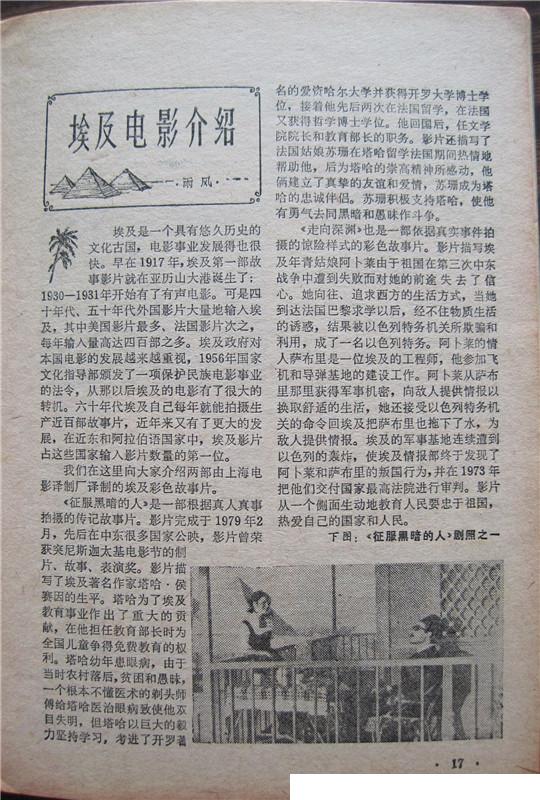 埃及电影介绍
雨风
埃及是一个具有悠久历史的
文化古国，电影事业发展得也很
快。早在1917年，埃及第一部故
事影片就在亚历山大港诞生了；
1930—1931年开始有了有声电影。可是四
十年代、五十年代外国影片大量地输入埃
及，其中美国影片最多、法国影片次之，
每年输入量高达四百部之多。埃及政府对
本国电影的发展越来越重视，1956年国家
文化指导部颁发了一项保护民族电影事业
的法令，从那以后埃及的电影有了很大的
转机。六十年代埃及自己每年就能拍摄生
产近百部故事片，近年来又有了更大的发
展，在近东和阿拉伯语国家中，埃及影片
占这些国家输入影片数量的第一位。
我们在这里向大家介绍两部由上海电
影译制厂译制的埃及彩色故事片。
《征服黑暗的人》是一部根据真人真事
拍摄的传记故事片。影片完成于1979年2
月，先后在中东很多国家公映，影片曾荣
获突尼斯迦太基电影节的制
片、故事、表演奖。影片描
写了埃及著名作家塔哈·侯
赛因的生平。塔哈为了埃及
教育事业作出了重大的贡
献，在他担任教育部长时为
全国儿童争得免费教育的权
利。塔哈幼年患眼病，由于
当时农村落后，贫困和愚昧，
一个根本不懂医术的剃头师
傅给塔哈医治眼病致使他双
目失明，但塔哈以巨大的毅
力坚持学习，考进了开罗著
名的爱资哈尔大学并获得开罗大学博士学
位，接着他先后两次在法国留学，在法国
又获得哲学博士学位。他回国后，任文学
院院长和教育部长的职务。影片还描写了
法国姑娘苏珊在塔哈留学法国期间热情地
帮助他，后为塔哈的崇高精神所感动，他
俩建立了真挚的友谊和爱情，苏珊成为塔
哈的忠诚伴侣。苏珊积极支持塔哈，使他
有勇气去同黑暗和愚昧作斗争。
《走向深渊》也是一部依据真实事件拍
摄的惊险样式的彩色故事片。影片描写埃
及年青姑娘阿卜莱由于祖国在第三次中东
战争中遭到失败而对她的前途失去了信
心。她向往、追求西方的生活方式，当她
到达法国巴黎求学以后，经不住物质生活
的诱惑，结果被以色列特务机关所欺骗和
利用，成了一名以色列特务。阿卜莱的情
人萨布里是一位埃及的工程师，他参加飞
机和导弹基地的建设工作。阿卜莱从萨布
里那里获得军事机密，向敌人提供情报以
换取舒适的生活，她还接受以色列特务机
关的命令回埃及把萨布里也拖下了水，为
敌人提供情报。埃及的军事基地连续遭到
以色列的轰炸，使埃及情报部终于发现了
阿卜莱和萨布里的叛国行为，并在1973年
把他们交付国家最高法院进行审判。影片
从一个侧面生动地教育人民要忠于祖国，
热爱自己的国家和人民。
下图：《征服黑暗的人》剧照之一
· 17 ·